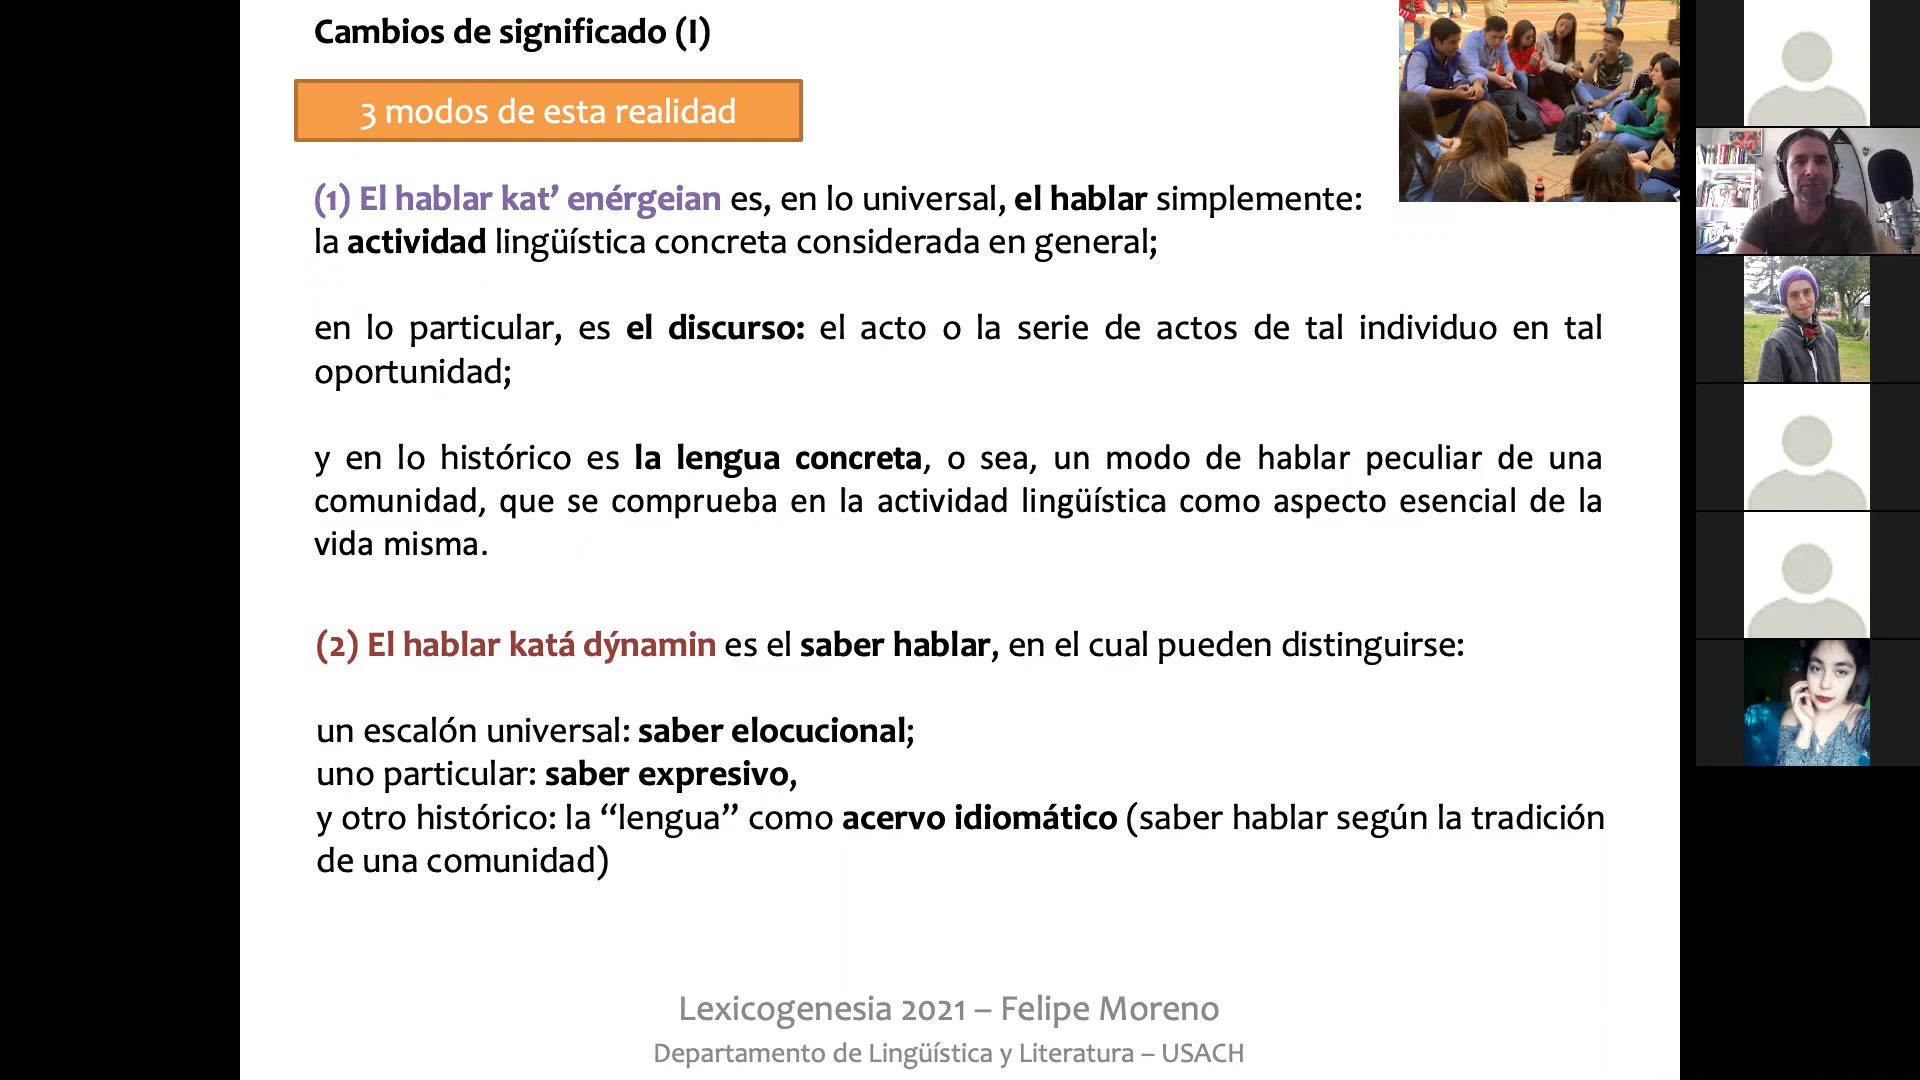 Cambios de significado (I)
3 modos de esta realidad
(1) El hablar kat’ enérgeian es, en lo universal, el hablar simplemente:
la actividad lingüística concreta considerada en general;
en lo particular, es el discurso: el acto o la serie de actos de tal individuo en tal
oportunidad;
y en lo histórico es la lengua concreta, o sea, un modo de hablar peculiar de una
comunidad, que se comprueba en la actividad lingüística como aspecto esencial de la
vida misma.
(2) El hablar katá dýnamin es el saber hablar, en el cual pueden distinguirse:
un escalón universal: saber elocucional;
uno particular: saber expresivo,
y otro histórico: la “lengua” como acervo idiomático (saber hablar según la tradición
de una comunidad)
Lexicogenesia 2021 – Felipe Moreno
Departamento de Lingüística y Literatura – USACH